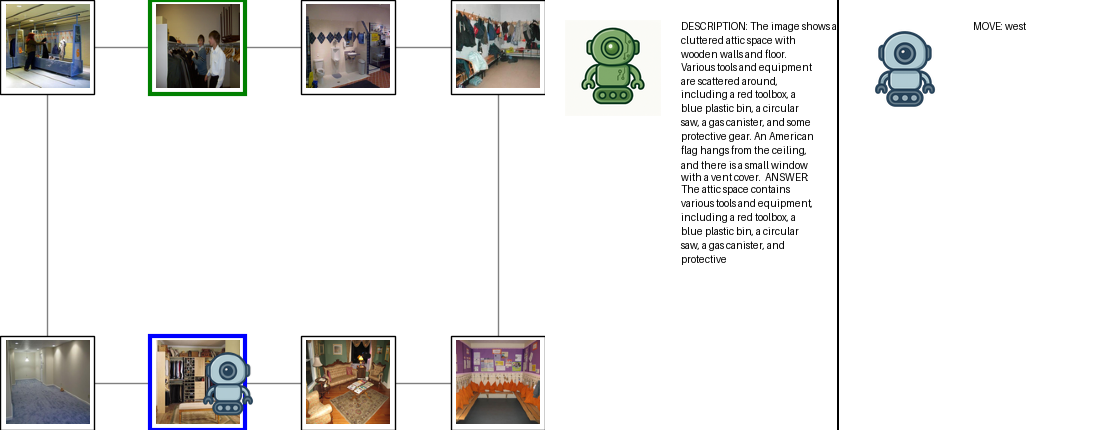 DESCRIPTION: The image shows a
cluttered attic space with
wooden walls and floor.
Various tools and equipment
are scattered around,
including a red toolbox, a
blue plastic bin, a circular
saw, a gas canister, and some
protective gear. An American
flag hangs from the ceiling,
and there is a small window
with a vent cover.  ANSWER:
The attic space contains
various tools and equipment,
including a red toolbox, a
blue plastic bin, a circular
saw, a gas canister, and
protective
MOVE: west